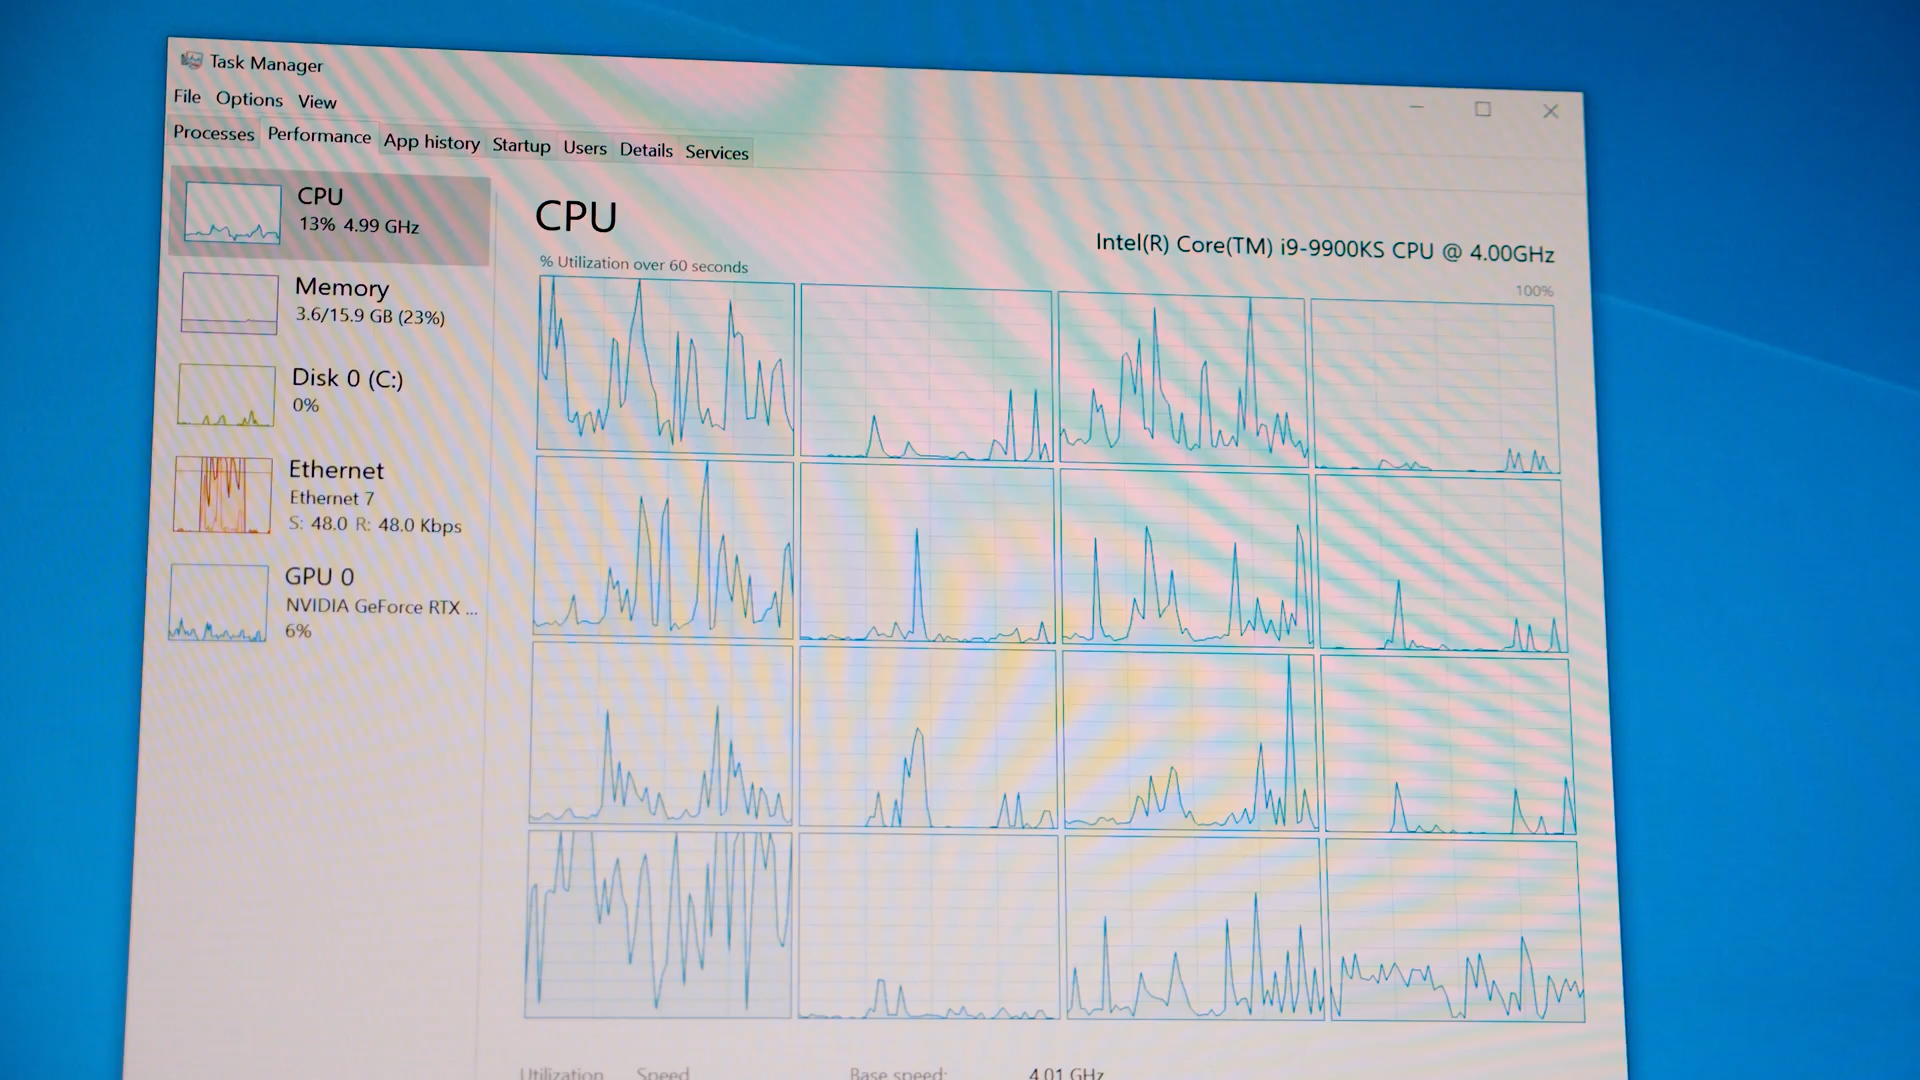 Task Manager
File Options View
Processes Performance App history Startup Users Details Services
CPU
13% 4.99 GHz
Memory
3.6/15.9 GB (23%)
Disk 0 (C:)
0%
Ethernet
Ethernet 7
S: 48.0 R: 48.0 Kbps
GPU 0
NVIDIA GeForce RTX ...
6%
CPU
Intel(R) Core(TM) i9-9900KS CPU @ 4.00GHz
% Utilization over 60 seconds
100%
Utilization Speed Base speed: 4.01 GHz